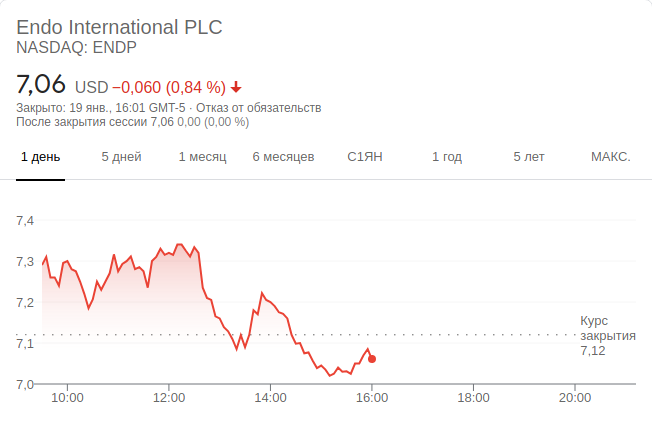 Endo International PLC
NASDAQ: ENDP
7,06 USD −0,060 (0,84 %)
Закрыто: 19 янв., 16:01 GMT-5 · Отказ от обязательств
После закрытия сессии 7,06 0,00 (0,00 %)
1 день 5 дней 1 месяц 6 месяцев С1ЯН 1 год 5 лет МАКС.
7,4
7,3
7,2
Курс
закрытия
7,12
7,1
7,0
10:00 12:00 14:00 16:00 18:00 20:00